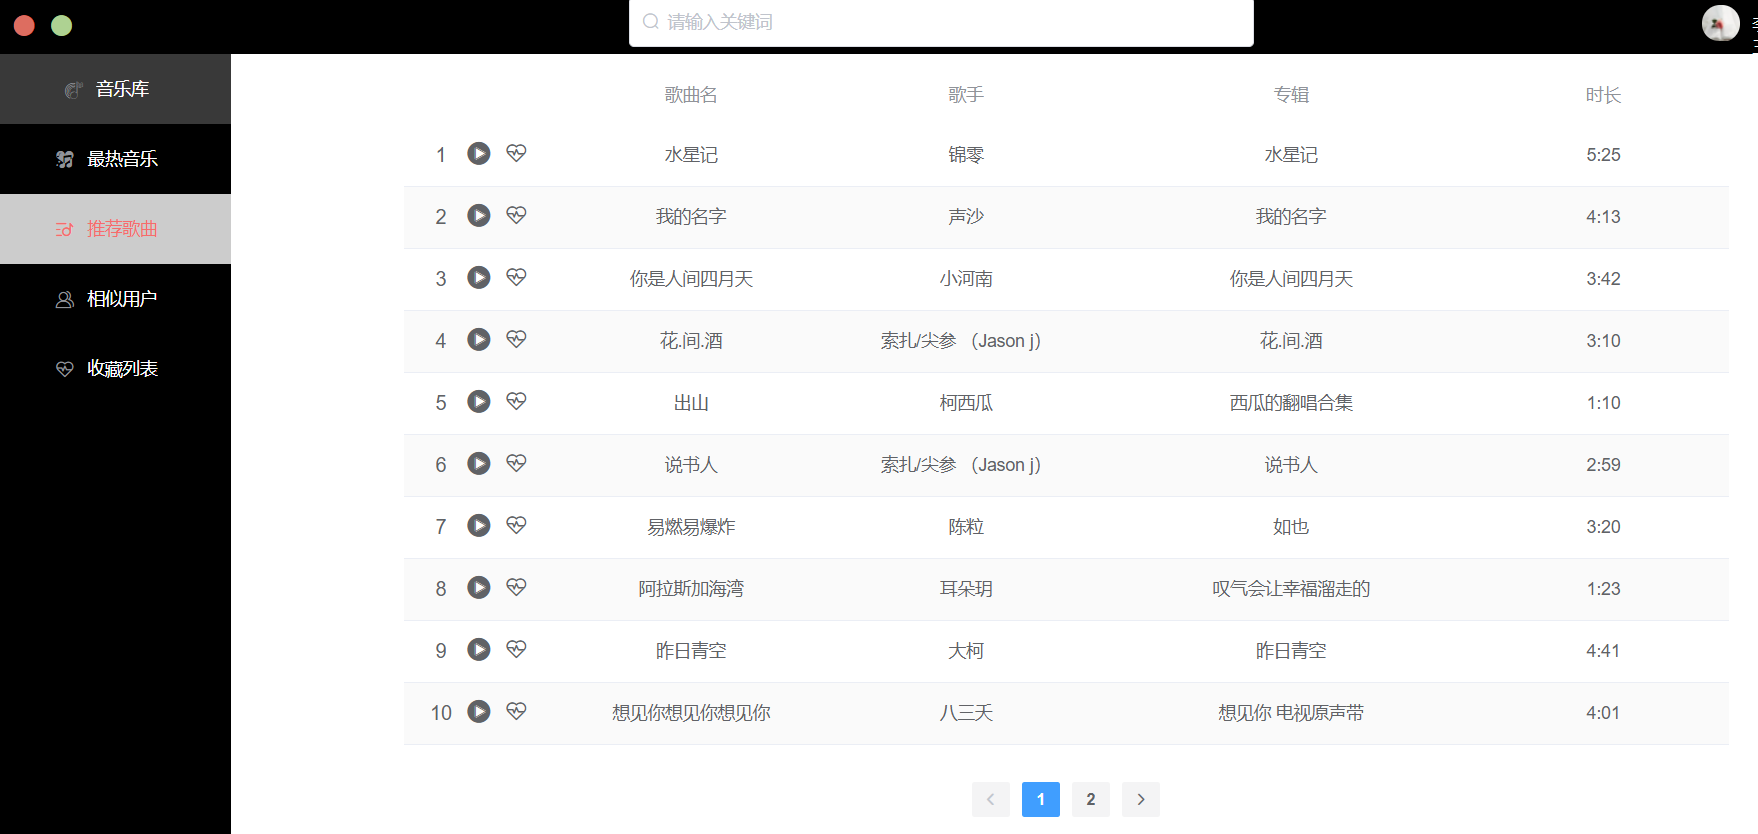 请输入关键词
音乐库
最热音乐
推荐歌曲
相似用户
收藏列表
歌曲名 歌手 专辑 时长
1 水星记 锦零 水星记 5:25
2 我的名字 声沙 我的名字 4:13
3 你是人间四月天 小河南 你是人间四月天 3:42
4 花.间.酒 索扎/尖参 （Jason j） 花.间.酒 3:10
5 出山 柯西瓜 西瓜的翻唱合集 1:10
6 说书人 索扎/尖参 （Jason j） 说书人 2:59
7 易燃易爆炸 陈粒 如也 3:20
8 阿拉斯加海湾 耳朵玥 叹气会让幸福溜走的 1:23
9 昨日青空 大柯 昨日青空 4:41
10 想见你想见你想见你 八三夭 想见你 电视原声带 4:01
1 2